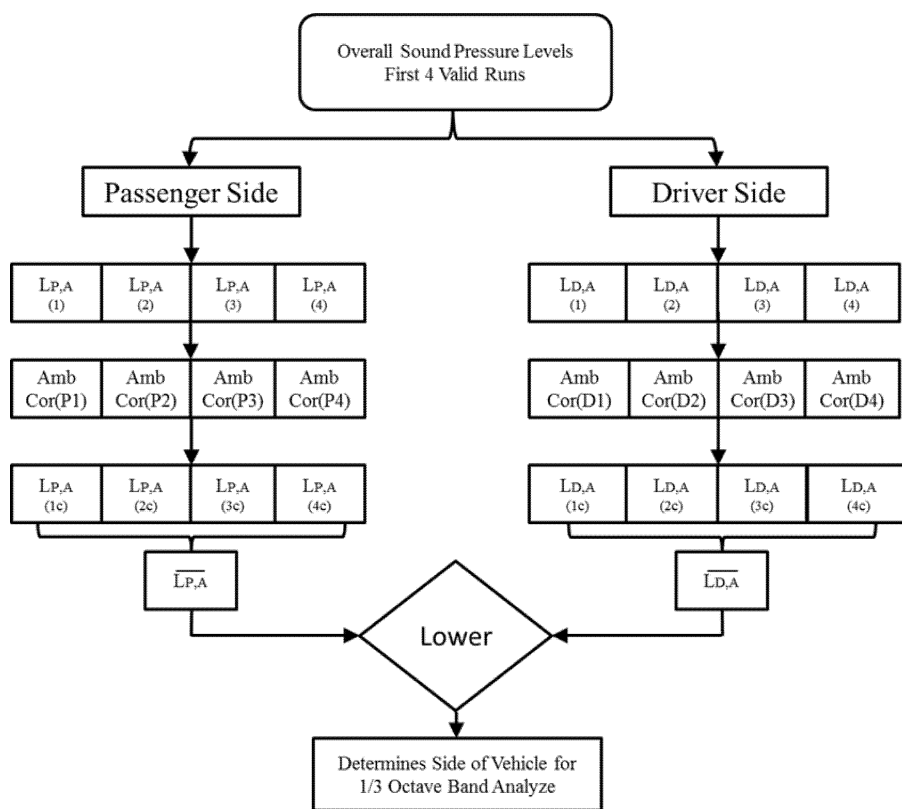 Overall Sound Pressure Levels
First 4 Valid Runs
Passenger Side
Driver Side
LP,A (1) LP,A (2) LP,A (3) LP,A (4)
LD,A (1) LD,A (2) LD,A (3) LD,A (4)
Amb Cor(P1) Amb Cor(P2) Amb Cor(P3) Amb Cor(P4)
Amb Cor(D1) Amb Cor(D2) Amb Cor(D3) Amb Cor(D4)
LP,A (1c) LP,A (2c) LP,A (3c) LP,A (4c)
LD,A (1c) LD,A (2c) LD,A (3c) LD,A (4c)
L̅P̅,̅A̅
L̅D̅,̅A̅
Lower
Determines Side of Vehicle for
1/3 Octave Band Analyze